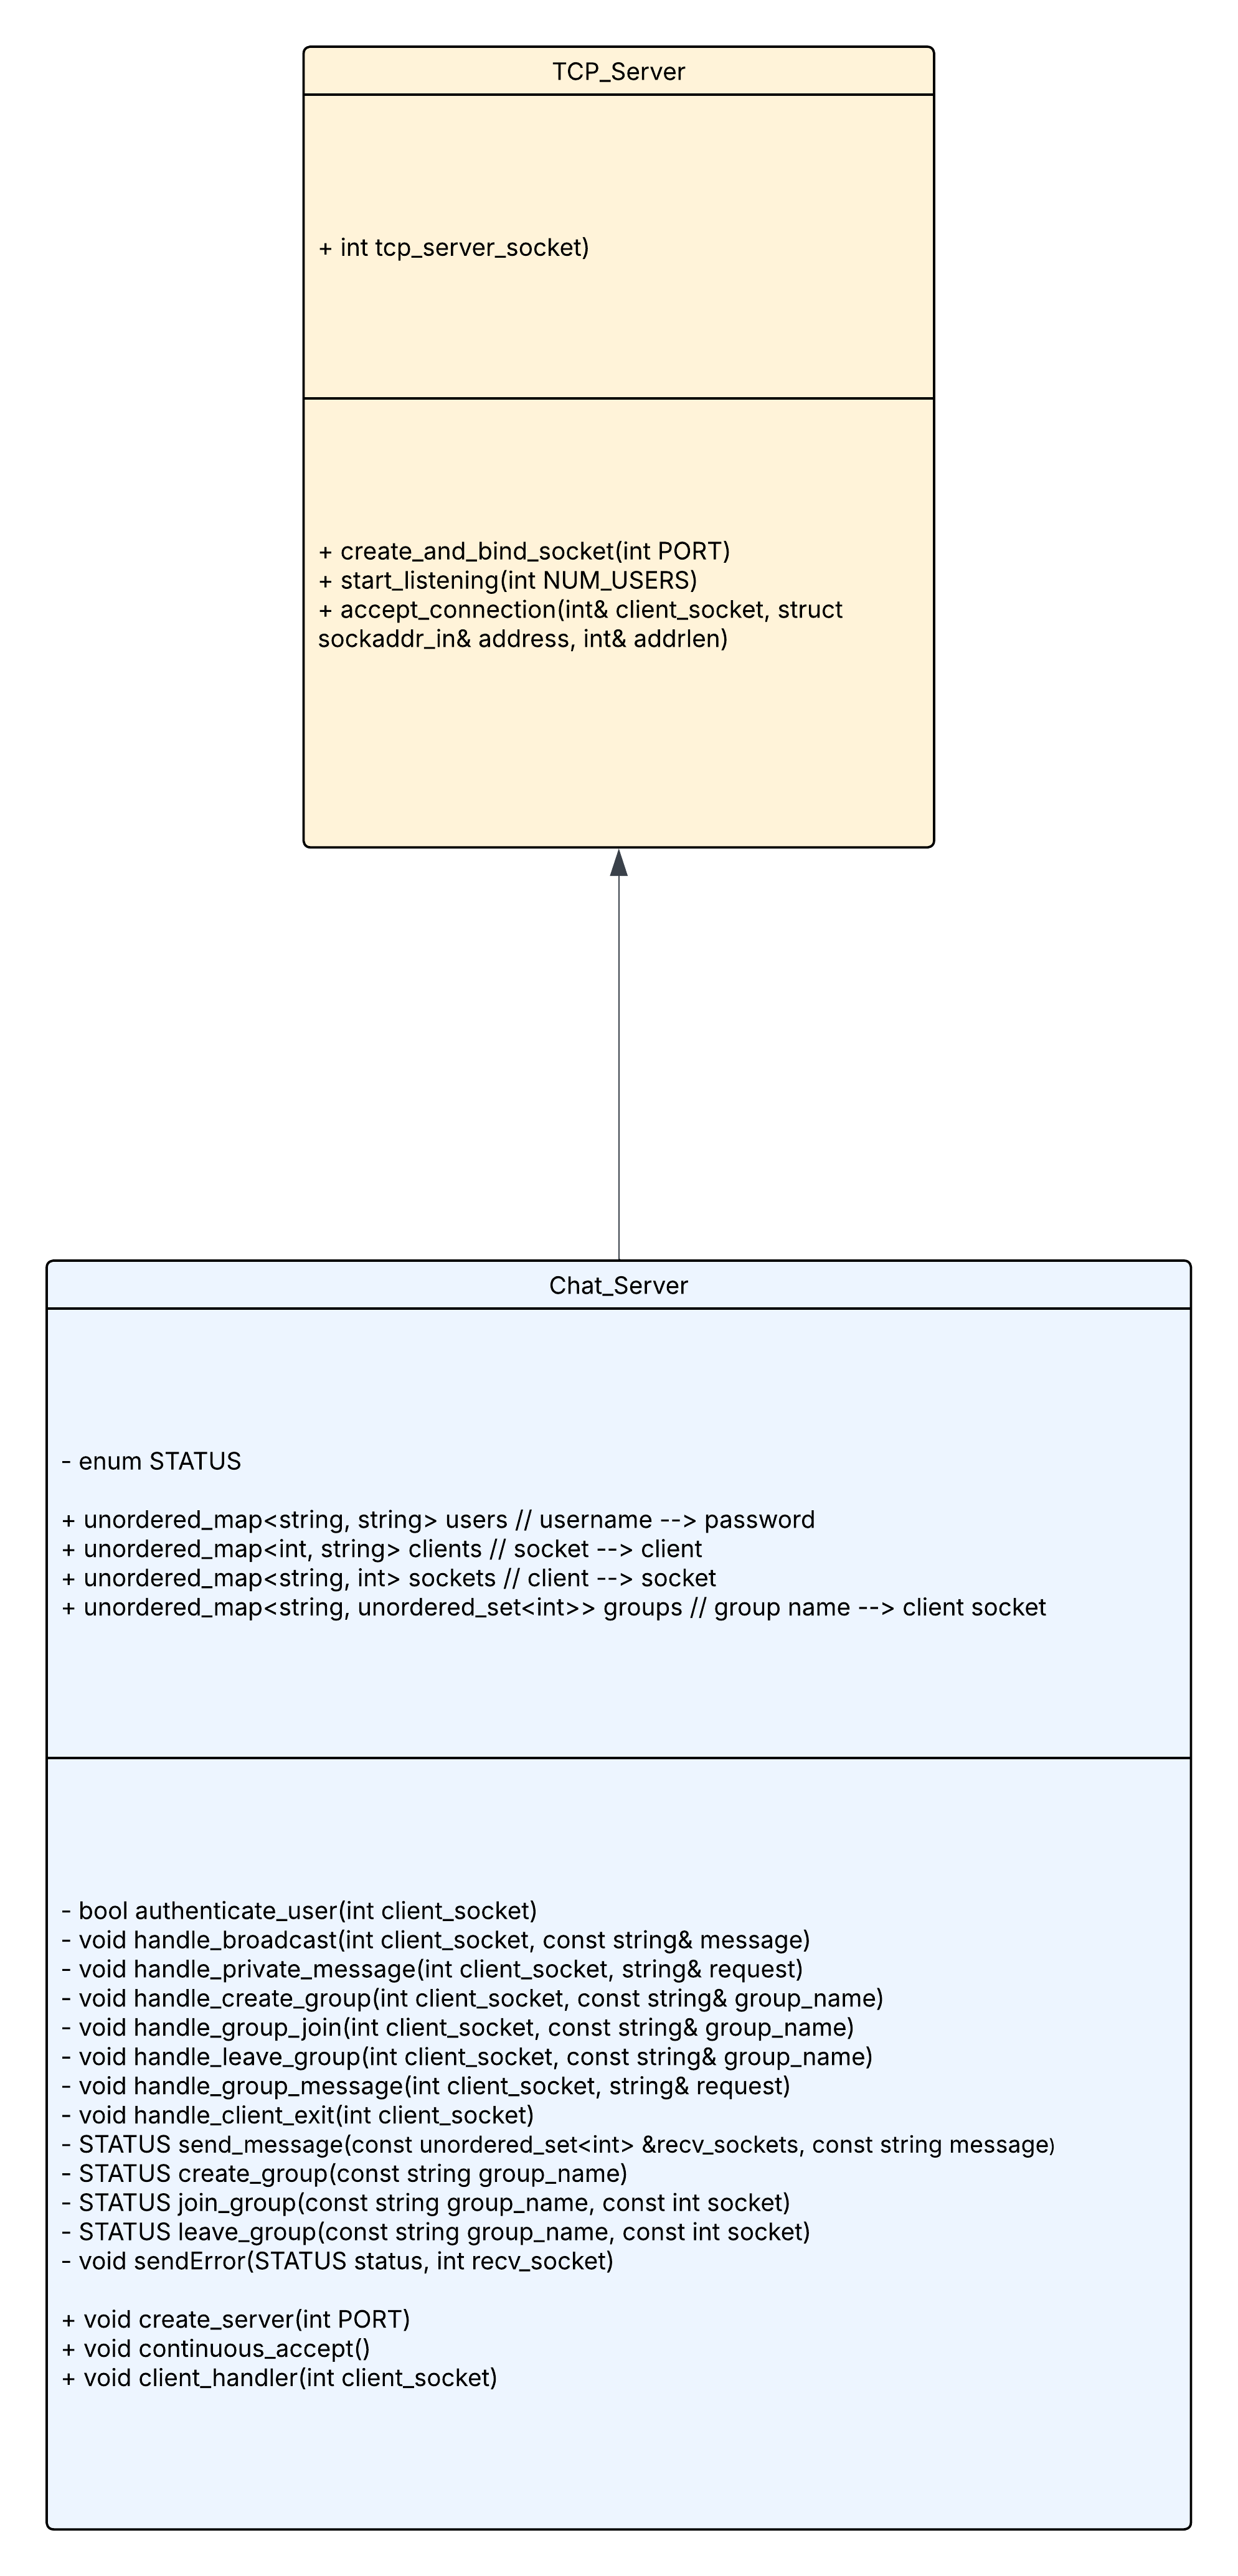 TCP_Server
+ int tcp_server_socket)
+ create_and_bind_socket(int PORT)
+ start_listening(int NUM_USERS)
+ accept_connection(int& client_socket, struct
sockaddr_in& address, int& addrlen)
Chat_Server
- enum STATUS
+ unordered_map<string, string> users // username --> password
+ unordered_map<int, string> clients // socket --> client
+ unordered_map<string, int> sockets // client --> socket
+ unordered_map<string, unordered_set<int>> groups // group name --> client socket
- bool authenticate_user(int client_socket)
- void handle_broadcast(int client_socket, const string& message)
- void handle_private_message(int client_socket, string& request)
- void handle_create_group(int client_socket, const string& group_name)
- void handle_group_join(int client_socket, const string& group_name)
- void handle_leave_group(int client_socket, const string& group_name)
- void handle_group_message(int client_socket, string& request)
- void handle_client_exit(int client_socket)
- STATUS send_message(const unordered_set<int> &recv_sockets, const string message)
- STATUS create_group(const string group_name)
- STATUS join_group(const string group_name, const int socket)
- STATUS leave_group(const string group_name, const int socket)
- void sendError(STATUS status, int recv_socket)
+ void create_server(int PORT)
+ void continuous_accept()
+ void client_handler(int client_socket)